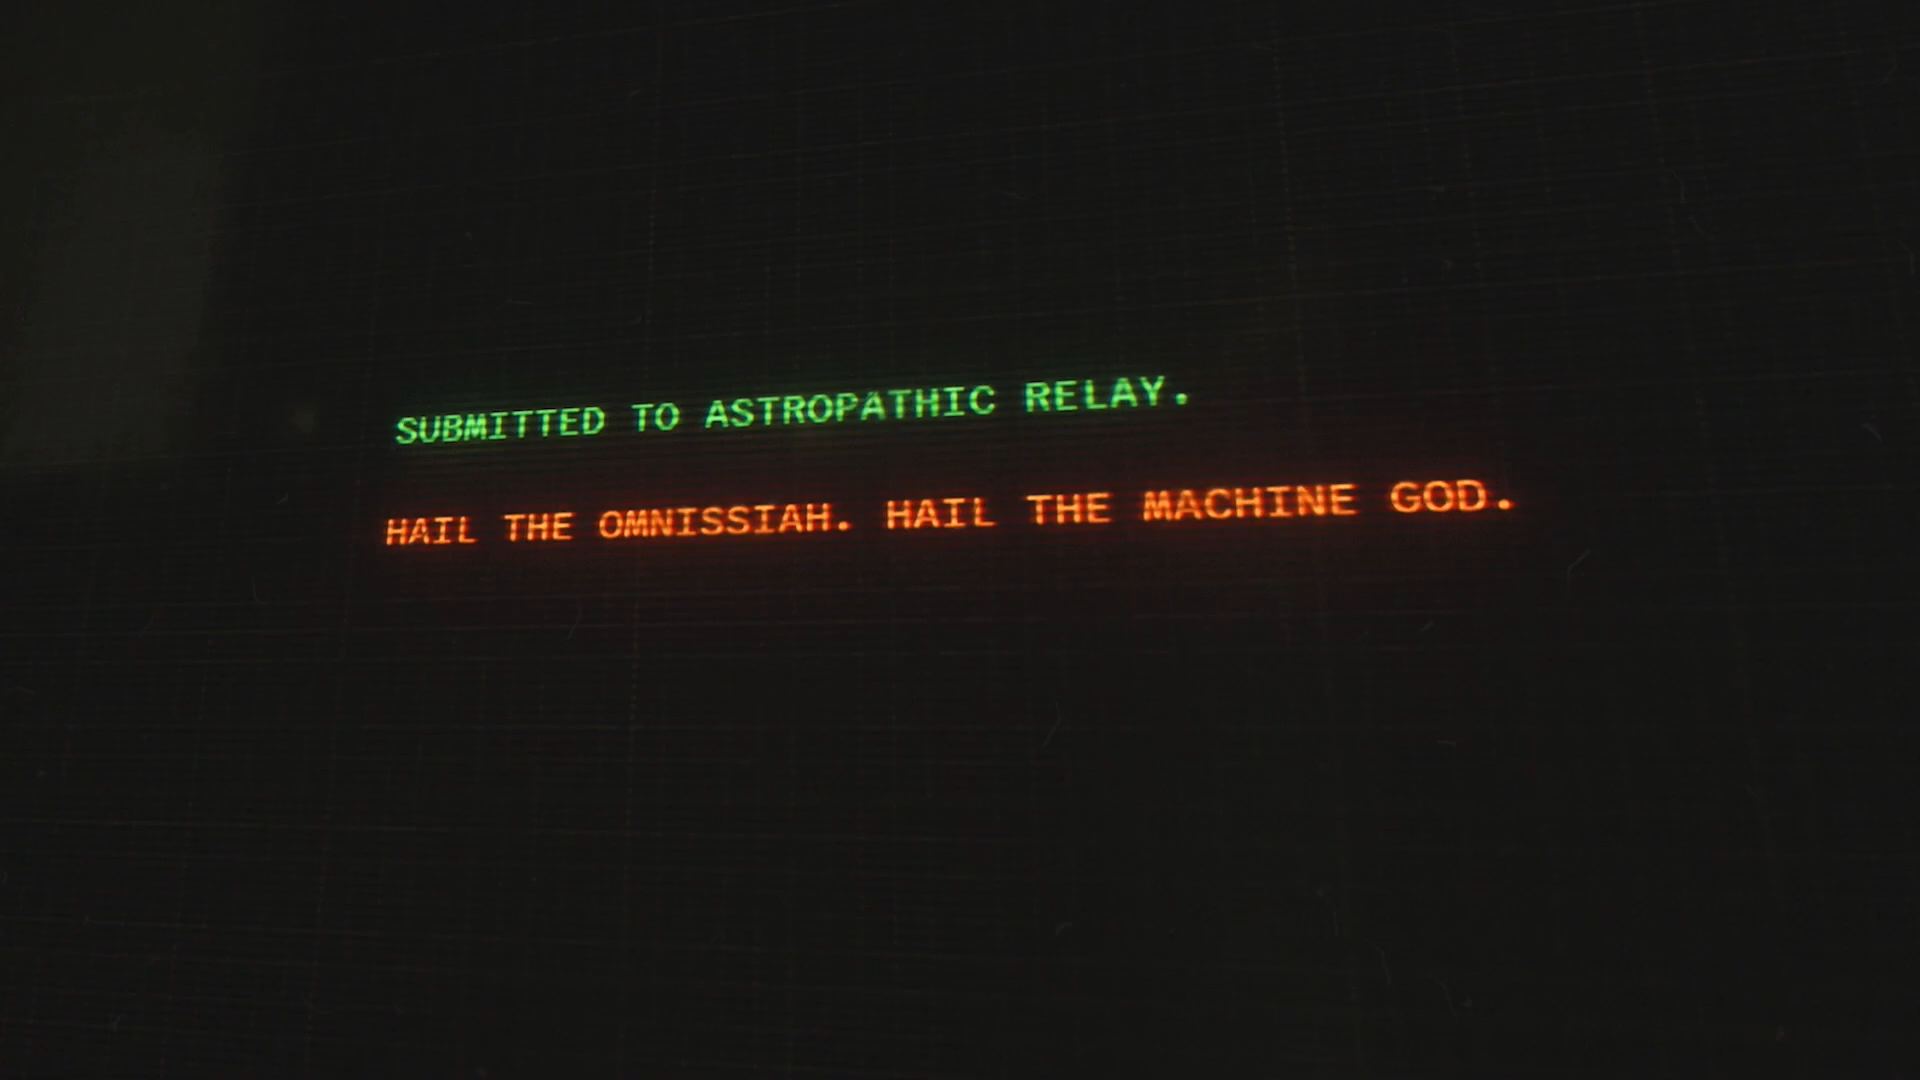 SUBMITTED TO ASTROPATHIC RELAY.
HAIL THE OMNISSIAH. HAIL THE MACHINE GOD.